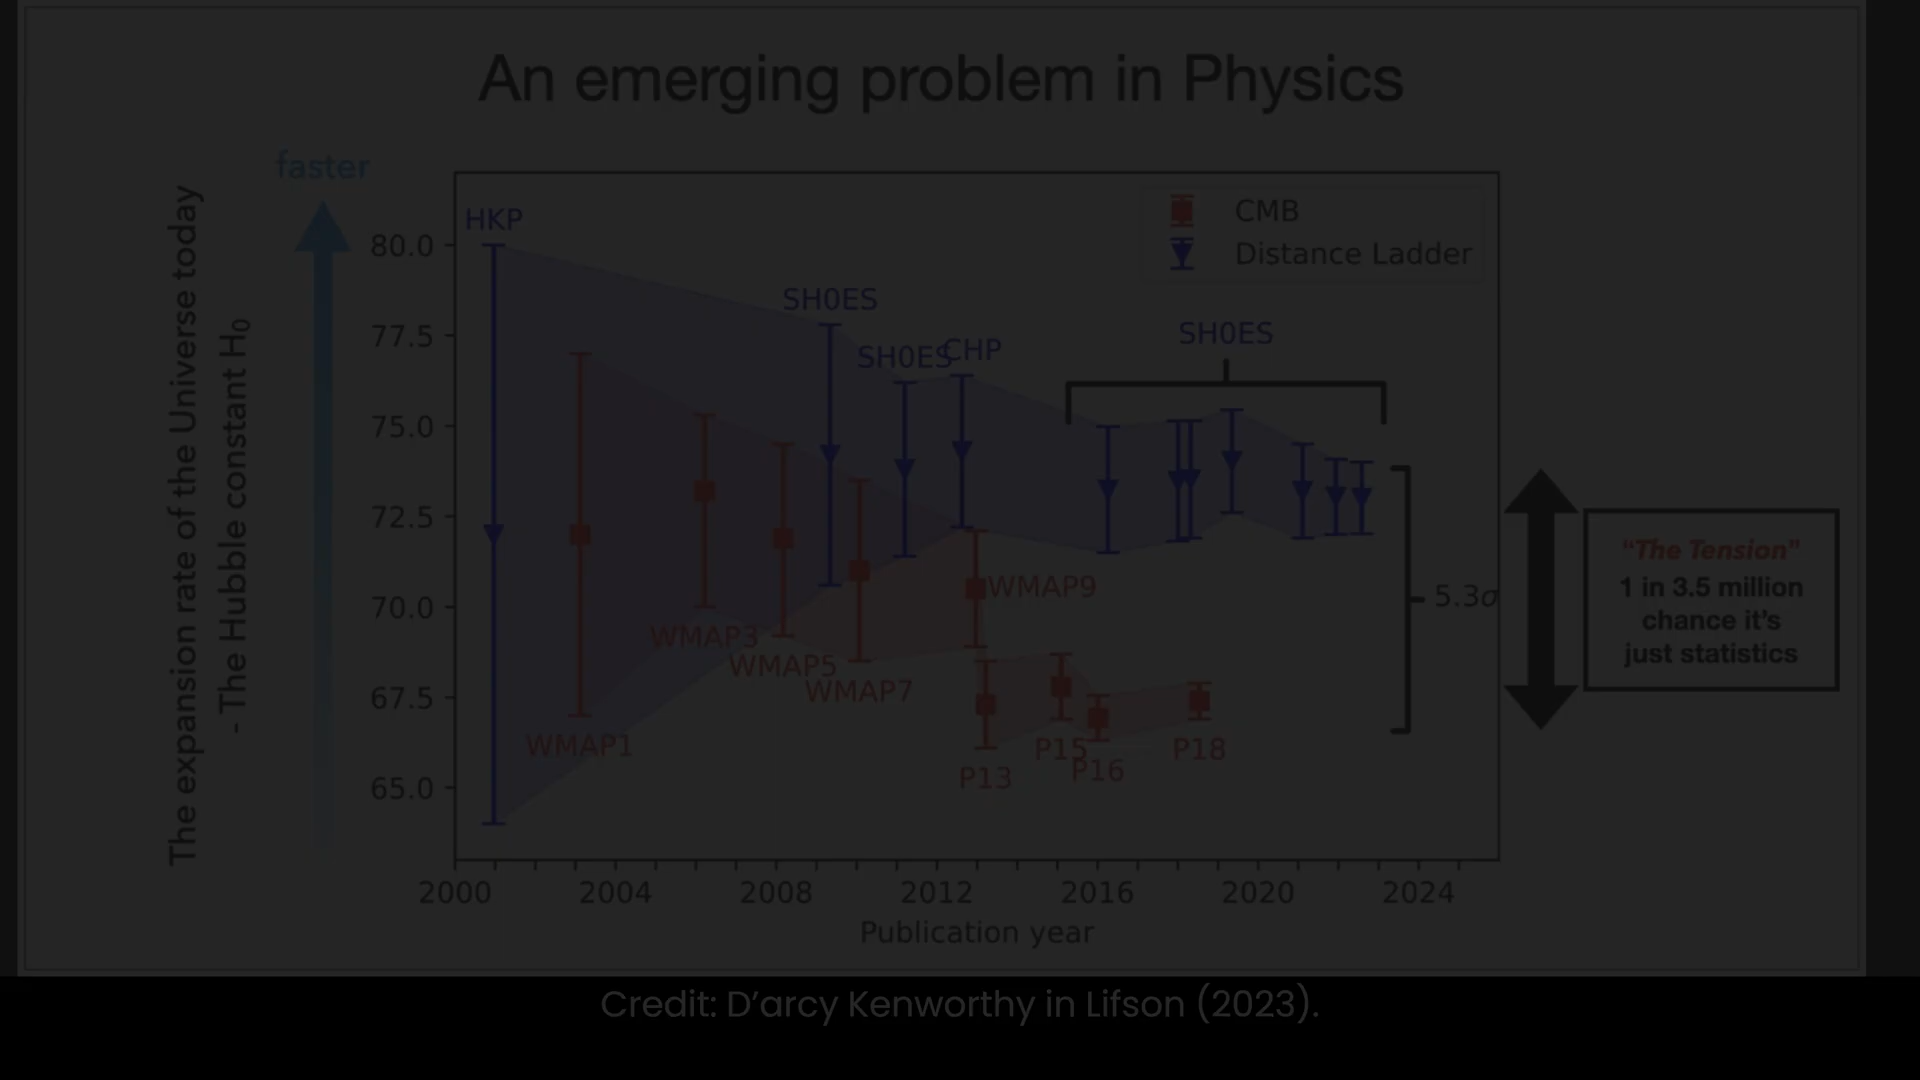 An emerging problem in Physics
faster
The expansion rate of the Universe today
- The Hubble constant H₀
80.0
77.5
75.0
72.5
70.0
67.5
65.0
HKP
SH0ES
SH0ES
CHP
SH0ES
CMB
Distance Ladder
WMAP1
WMAP3
WMAP5
WMAP7
WMAP9
P13
P15
P16
P18
5.3σ
"The Tension"
1 in 3.5 million
chance it's
just statistics
2000 2004 2008 2012 2016 2020 2024
Publication year
Credit: D'arcy Kenworthy in Lifson (2023).